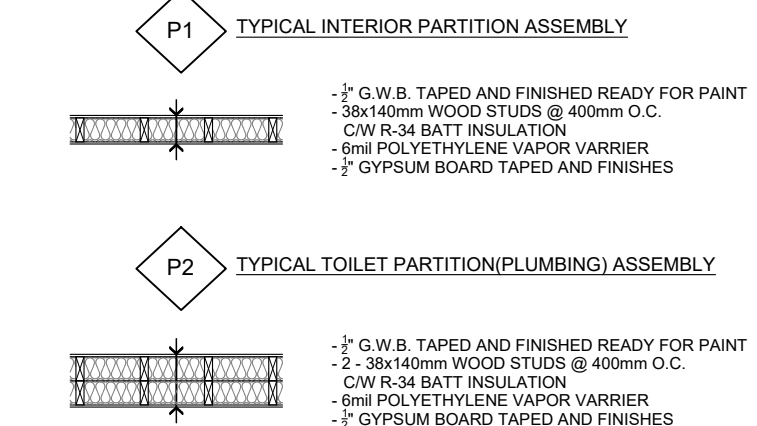 P1
TYPICAL INTERIOR PARTITION ASSEMBLY
- ½" G.W.B. TAPED AND FINISHED READY FOR PAINT
- 38x140mm WOOD STUDS @ 400mm O.C.
C/W R-34 BATT INSULATION
- 6mil POLYETHYLENE VAPOR VARRIER
- ½" GYPSUM BOARD TAPED AND FINISHES
P2
TYPICAL TOILET PARTITION(PLUMBING) ASSEMBLY
- ½" G.W.B. TAPED AND FINISHED READY FOR PAINT
- 2 - 38x140mm WOOD STUDS @ 400mm O.C.
C/W R-34 BATT INSULATION
- 6mil POLYETHYLENE VAPOR VARRIER
- ½" GYPSUM BOARD TAPED AND FINISHES